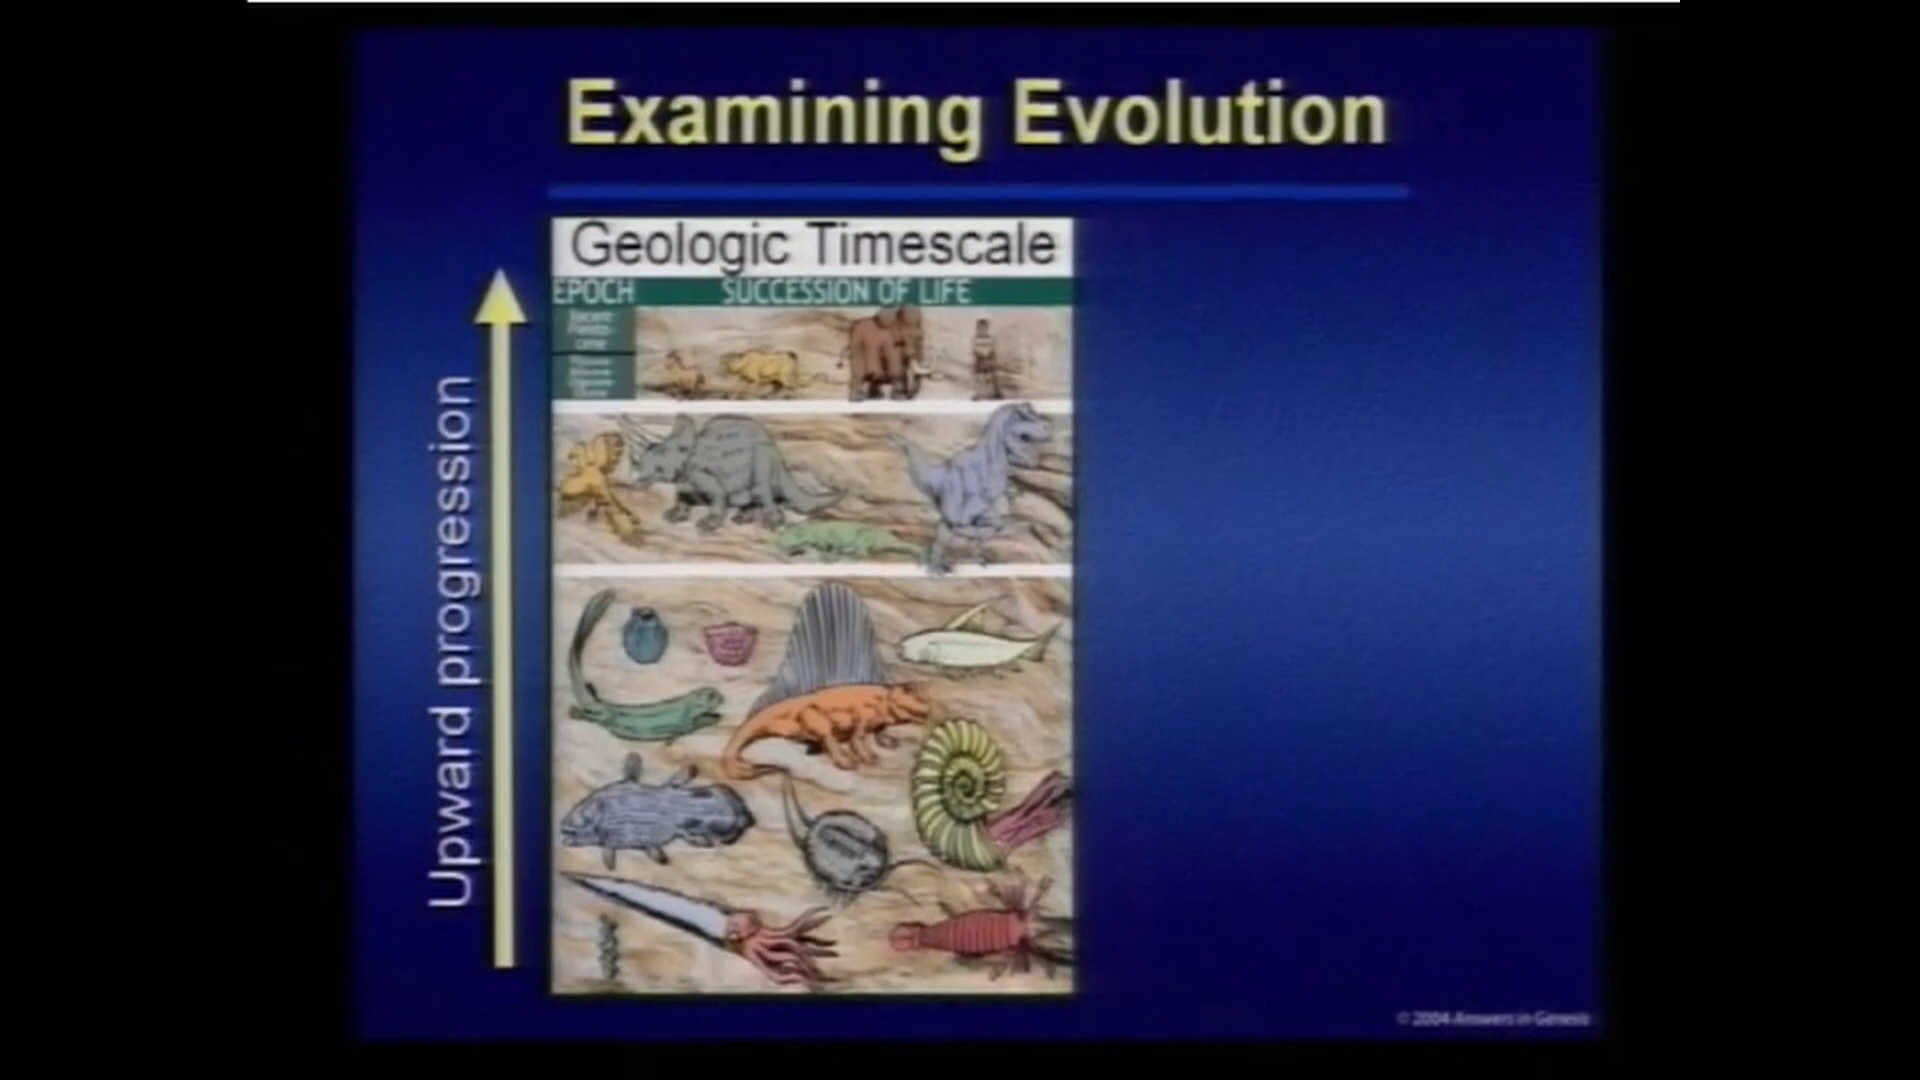 Examining Evolution
Geologic Timescale
EPOCH
SUCCESSION OF LIFE
Upward progression
© 2004 Answers in Genesis